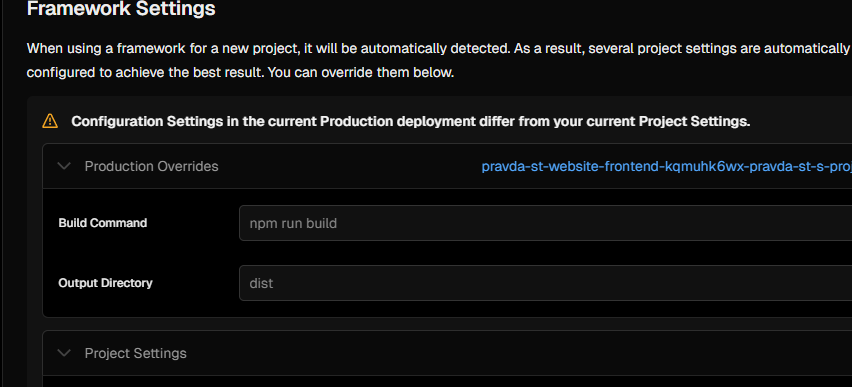 Framework Settings
When using a framework for a new project, it will be automatically detected. As a result, several project settings are automatically
configured to achieve the best result. You can override them below.
Configuration Settings in the current Production deployment differ from your current Project Settings.
Production Overrides pravda-st-website-frontend-kqmuhk6wx-pravda-st-s-proj
Build Command npm run build
Output Directory dist
Project Settings